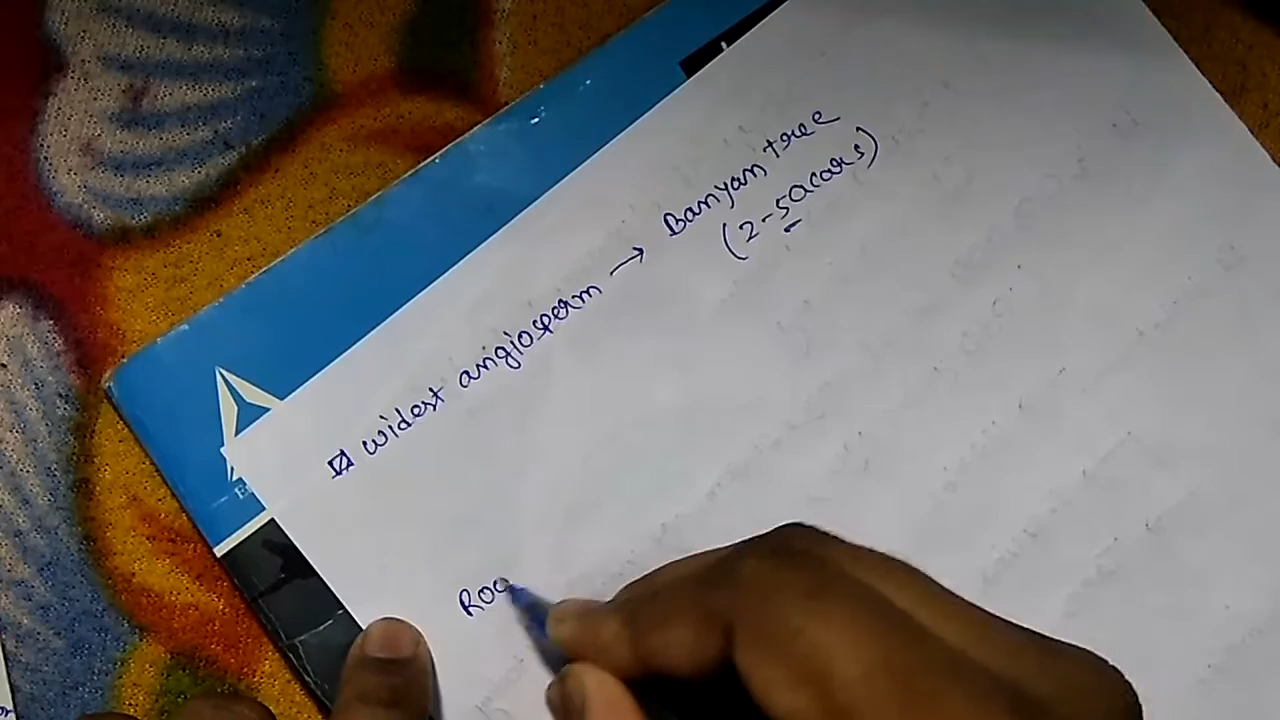 widest angiosperm → Banyan tree
(2-5 acars)
Roo